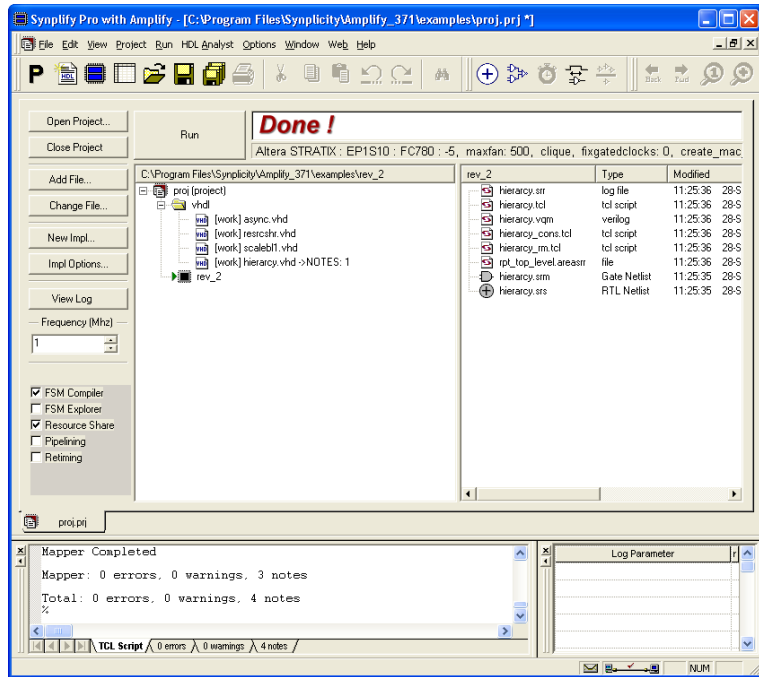 Synplify Pro with Amplify - [C:\Program Files\Synplicity\Amplify_371\examples\proj.prj *]
File Edit View Project Run HDL Analyst Options Window Web Help
P HDL Back Fwd 1
Open Project...
Close Project
Run
Done !
Altera STRATIX : EP1S10 : FC780 : -5, maxfan: 500, clique, fixgatedclocks: 0, create_mac
Add File...
Change File...
New Impl...
Impl Options...
View Log
Frequency (Mhz)
1
FSM Compiler
FSM Explorer
Resource Share
Pipelining
Retiming
C:\Program Files\Synplicity\Amplify_371\examples\rev_2
proj (project)
vhdl
VHD [work] async.vhd
VHD [work] resrcshr.vhd
VHD [work] scalebl1.vhd
VHD [work] hierarcy.vhd ->NOTES: 1
rev_2
rev_2 Type Modified
hierarcy.srr log file 11:25:36 28-S
hierarcy.tcl tcl script 11:25:36 28-S
hierarcy.vqm verilog 11:25:36 28-S
hierarcy_cons.tcl tcl script 11:25:36 28-S
hierarcy_rm.tcl tcl script 11:25:36 28-S
rpt_top_level.areasrr file 11:25:36 28-S
hierarcy.srm Gate Netlist 11:25:35 28-S
hierarcy.srs RTL Netlist 11:25:35 28-S
proj.prj
Mapper Completed
Mapper: 0 errors, 0 warnings, 3 notes
Total: 0 errors, 0 warnings, 4 notes
%
TCL Script 0 errors 0 warnings 4 notes
Log Parameter r
NUM